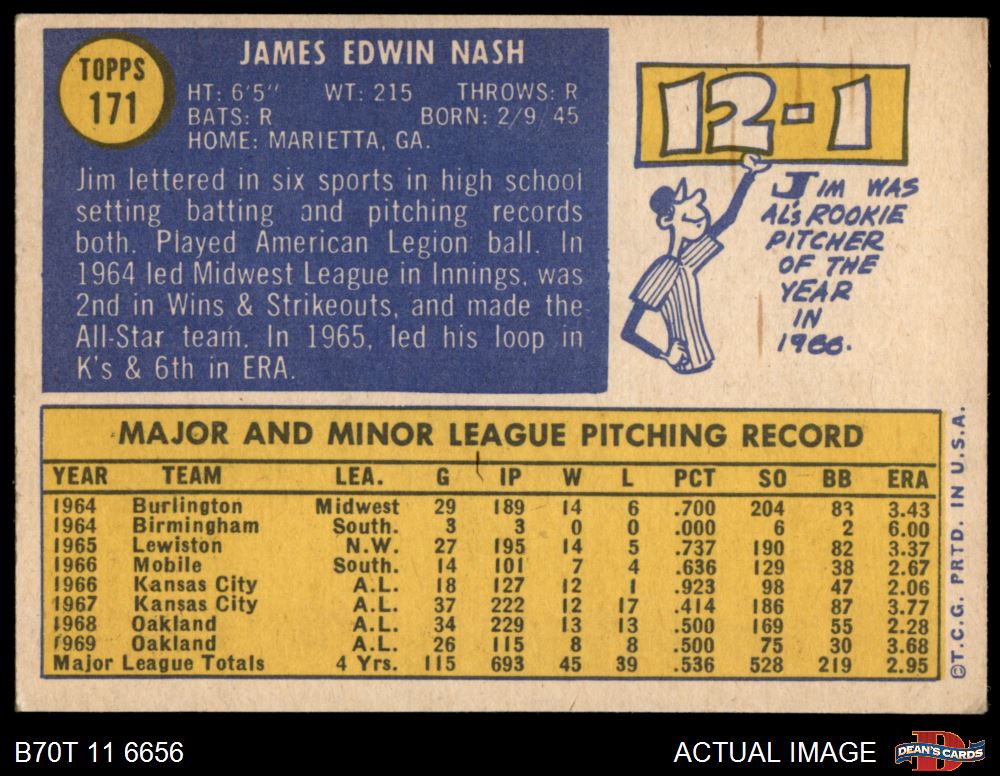 TOPPS
171
JAMES EDWIN NASH
HT: 6'5" WT: 215 THROWS: R
BATS: R BORN: 2/9 45
HOME: MARIETTA, GA.
Jim lettered in six sports in high school
setting batting and pitching records
both. Played American Legion ball. In
1964 led Midwest League in Innings, was
2nd in Wins & Strikeouts, and made the
All-Star team. In 1965, led his loop in
K's & 6th in ERA.
12-1
JIM WAS
AL'S ROOKIE
PITCHER
OF THE
YEAR
IN
1966.
MAJOR AND MINOR LEAGUE PITCHING RECORD
YEAR TEAM LEA. G IP W L PCT SO BB ERA
1964 Burlington Midwest 29 189 14 6 .700 204 83 3.43
1964 Birmingham South. 3 3 0 0 .000 6 2 6.00
1965 Lewiston N.W. 27 195 14 5 .737 190 82 3.37
1966 Mobile South. 14 101 7 4 .636 129 38 2.67
1966 Kansas City A.L. 18 127 12 1 .923 98 47 2.06
1967 Kansas City A.L. 37 222 12 17 .414 186 87 3.77
1968 Oakland A.L. 34 229 13 13 .500 169 55 2.28
1969 Oakland A.L. 26 115 8 8 .500 75 30 3.68
Major League Totals 4 Yrs. 115 693 45 39 .536 528 219 2.95
©T.C.G. PRTD. IN U.S.A.
B70T 11 6656
ACTUAL IMAGE
D
DEAN'S CARDS